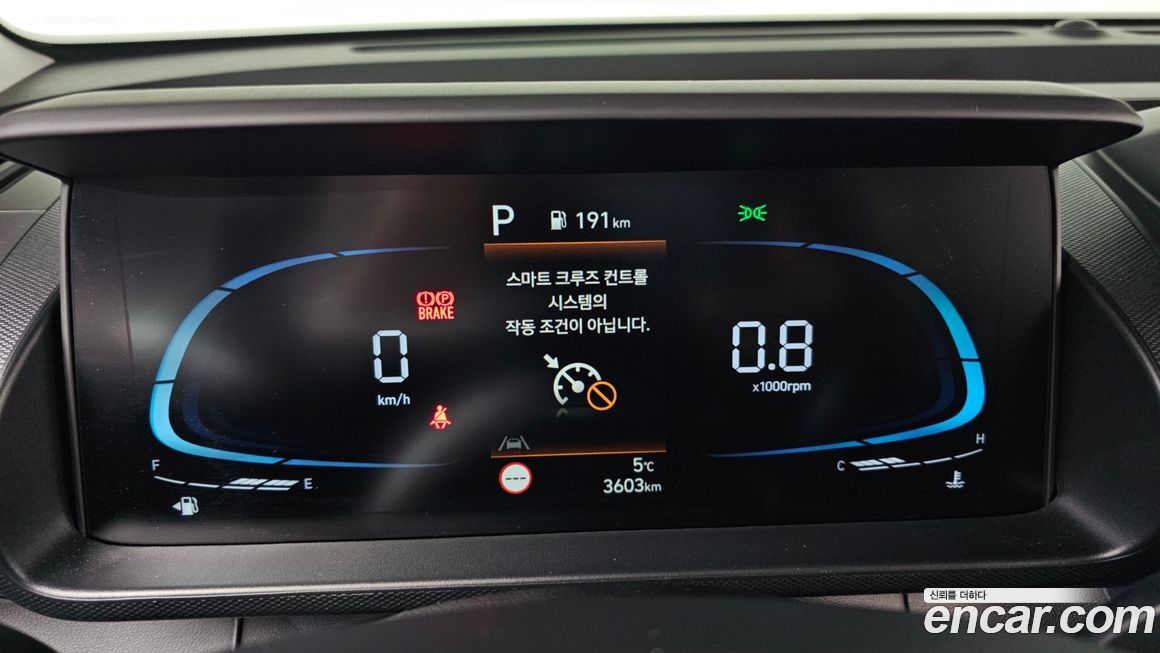 P 191 km
스마트 크루즈 컨트롤
시스템의
작동 조건이 아닙니다.
BRAKE
0
km/h
0.8
x1000rpm
F E
C H
--- 5℃
3603km
신뢰를 더하다
encar.com